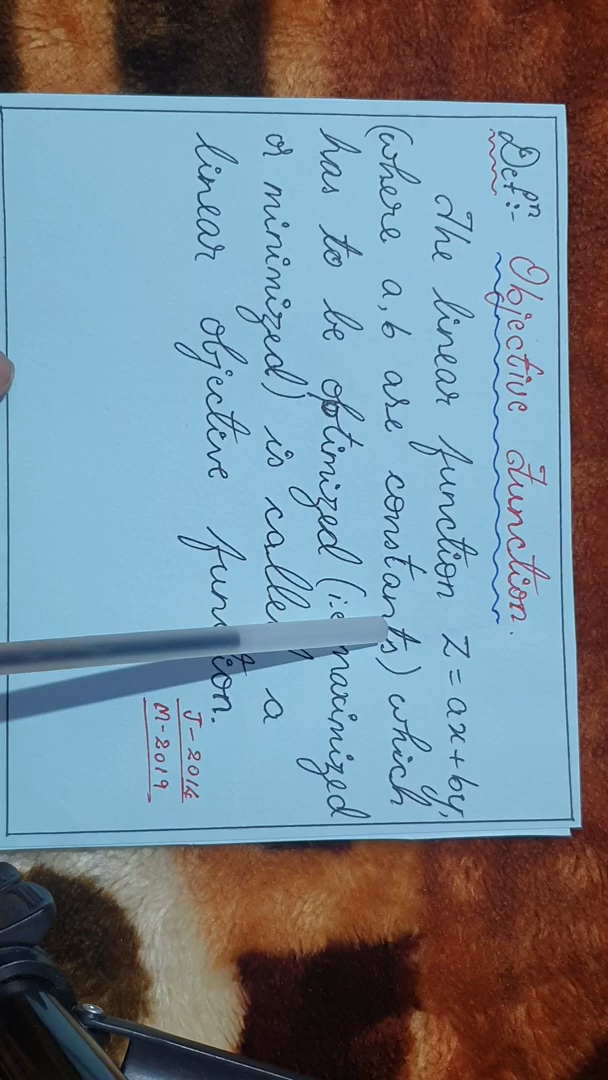 Defⁿ:- Objective Function.
The linear function Z = ax + by,
(where a, b are constants) which
has to be optimized (i.e maximized
or minimized) is called a
linear objective function.
J-2014
M-2019